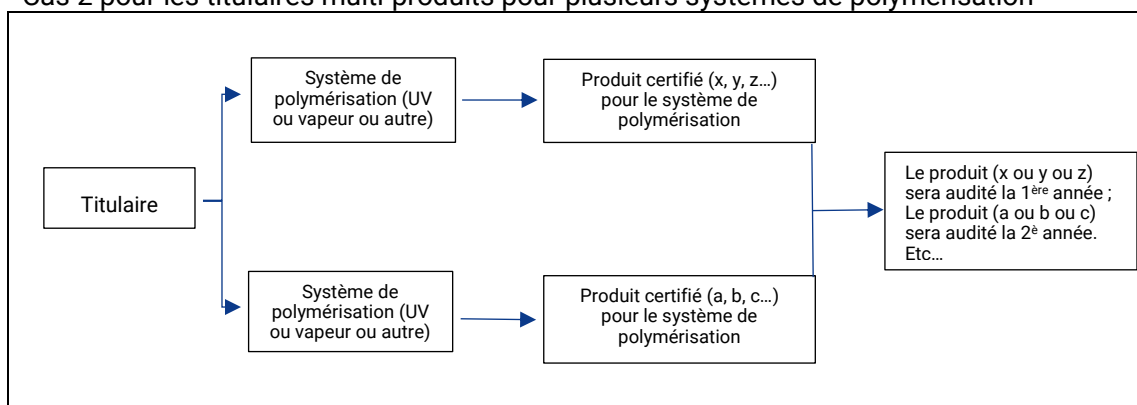 Cas 2 pour les titulaires multi produits pour plusieurs systèmes de polymérisation
Système de
polymérisation (UV
ou vapeur ou autre)
Produit certifié (x, y, z…)
pour le système de
polymérisation
Titulaire
Le produit (x ou y ou z)
sera audité la 1ère année ;
Le produit (a ou b ou c)
sera audité la 2è année.
Etc…
Système de
polymérisation (UV
ou vapeur ou autre)
Produit certifié (a, b, c…)
pour le système de
polymérisation